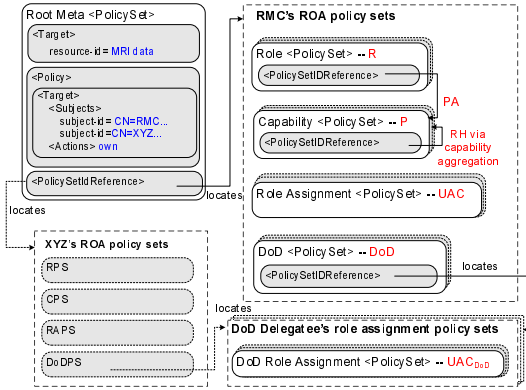 Root Meta <PolicySet>
<Target>
resource-id= MRI data
<Policy>
<Target>
<Subjects>
subject-id= CN=RMC...
subject-id=CN=XYZ...
<Actions> own
<PolicySetIdReference>
locates
locates
RMC's ROA policy sets
Role <PolicySet> -- R
<PolicySetIDReference>
PA
Capability <PolicySet> -- P
<PolicySetIDReference>
RH via
capability
aggregation
Role Assignment <PolicySet> -- UAC
DoD <PolicySet> -- DoD
<PolicySetIDReference>
locates
XYZ's ROA policy sets
RPS
CPS
RAPS
DoDPS
locates
DoD Delegatee's role assignment policy sets
DoD Role Assignment <PolicySet> -- UACDoD